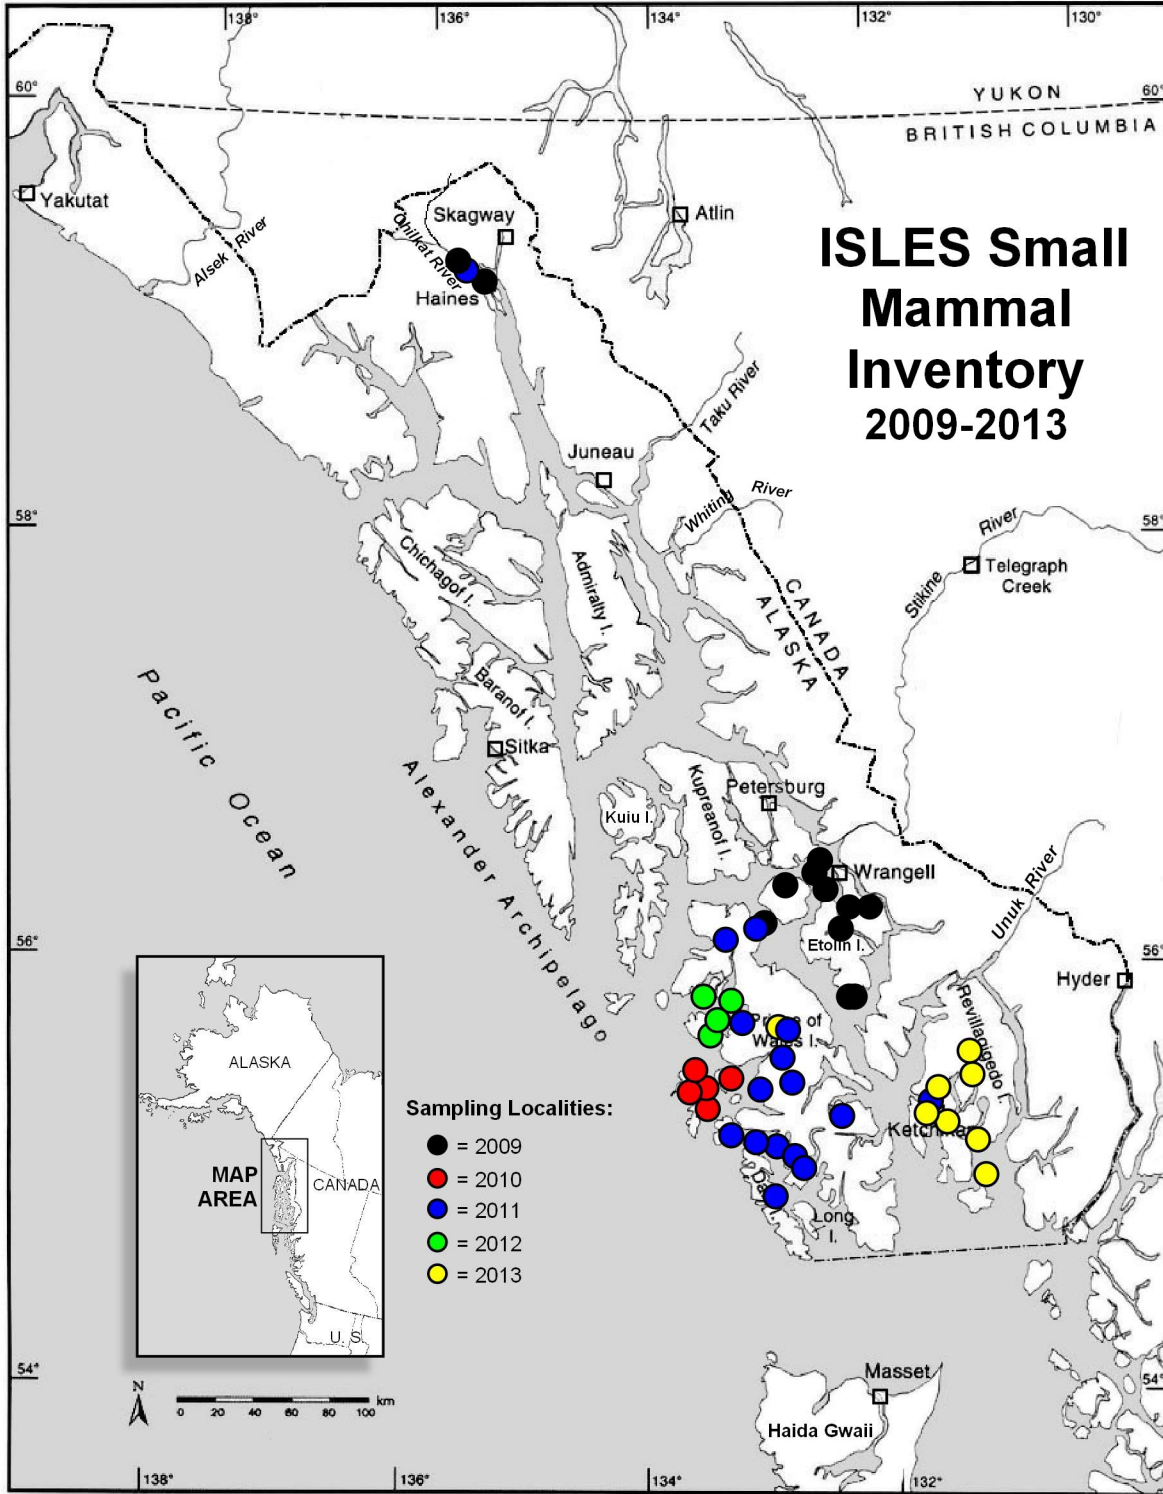 138°
136°
134°
132°
130°
60°
YUKON
60°
BRITISH COLUMBIA
Yakutat
Skagway
Atlin
Alsek River
Chilkat River
Haines
ISLES Small
Mammal
Inventory
2009-2013
Taku River
Juneau
Whiting River
58°
58°
Stikine River
Telegraph
Creek
Chichagof I.
Admiralty I.
CANADA
ALASKA
Pacific Ocean
Baranof I.
Sitka
Alexander Archipelago
Kuiu I.
Kupreanof I.
Petersburg
Wrangell
Unuk River
Etolin I.
56°
56°
Hyder
Revillagigedo I.
Wales I.
Long
I.
ALASKA
CANADA
MAP
AREA
U. S.
Sampling Localities:
= 2009
= 2010
= 2011
= 2012
= 2013
54°
54°
Masset
Haida Gwaii
N
0 20 40 60 80 100 km
138°
136°
134°
132°